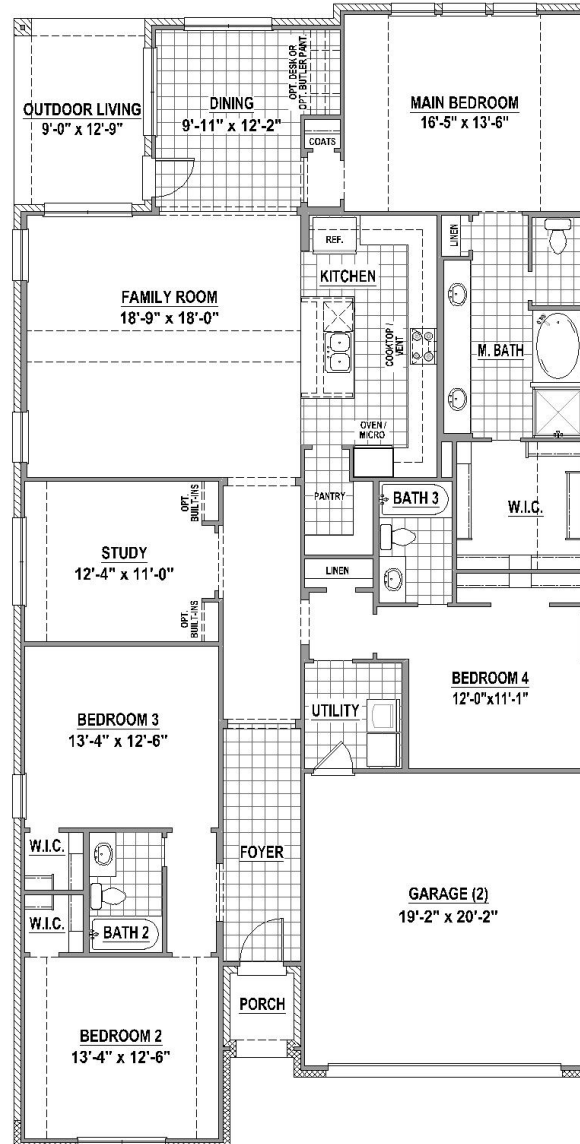 OUTDOOR LIVING
9'-0" x 12'-9"
DINING
9'-11" x 12'-2"
OPT. DESK OR
OPT. BUTLER PANT.
COATS
MAIN BEDROOM
16'-5" x 13'-6"
LINEN
REF.
KITCHEN
FAMILY ROOM
18'-9" x 18'-0"
COOKTOP /
VENT
M. BATH
OVEN /
MICRO
PANTRY
BATH 3
W.I.C.
OPT.
BUILT-INS
STUDY
12'-4" x 11'-0"
OPT.
BUILT-INS
LINEN
BEDROOM 4
12'-0"x11'-1"
UTILITY
BEDROOM 3
13'-4" x 12'-6"
W.I.C.
FOYER
W.I.C.
BATH 2
GARAGE (2)
19'-2" x 20'-2"
PORCH
BEDROOM 2
13'-4" x 12'-6"